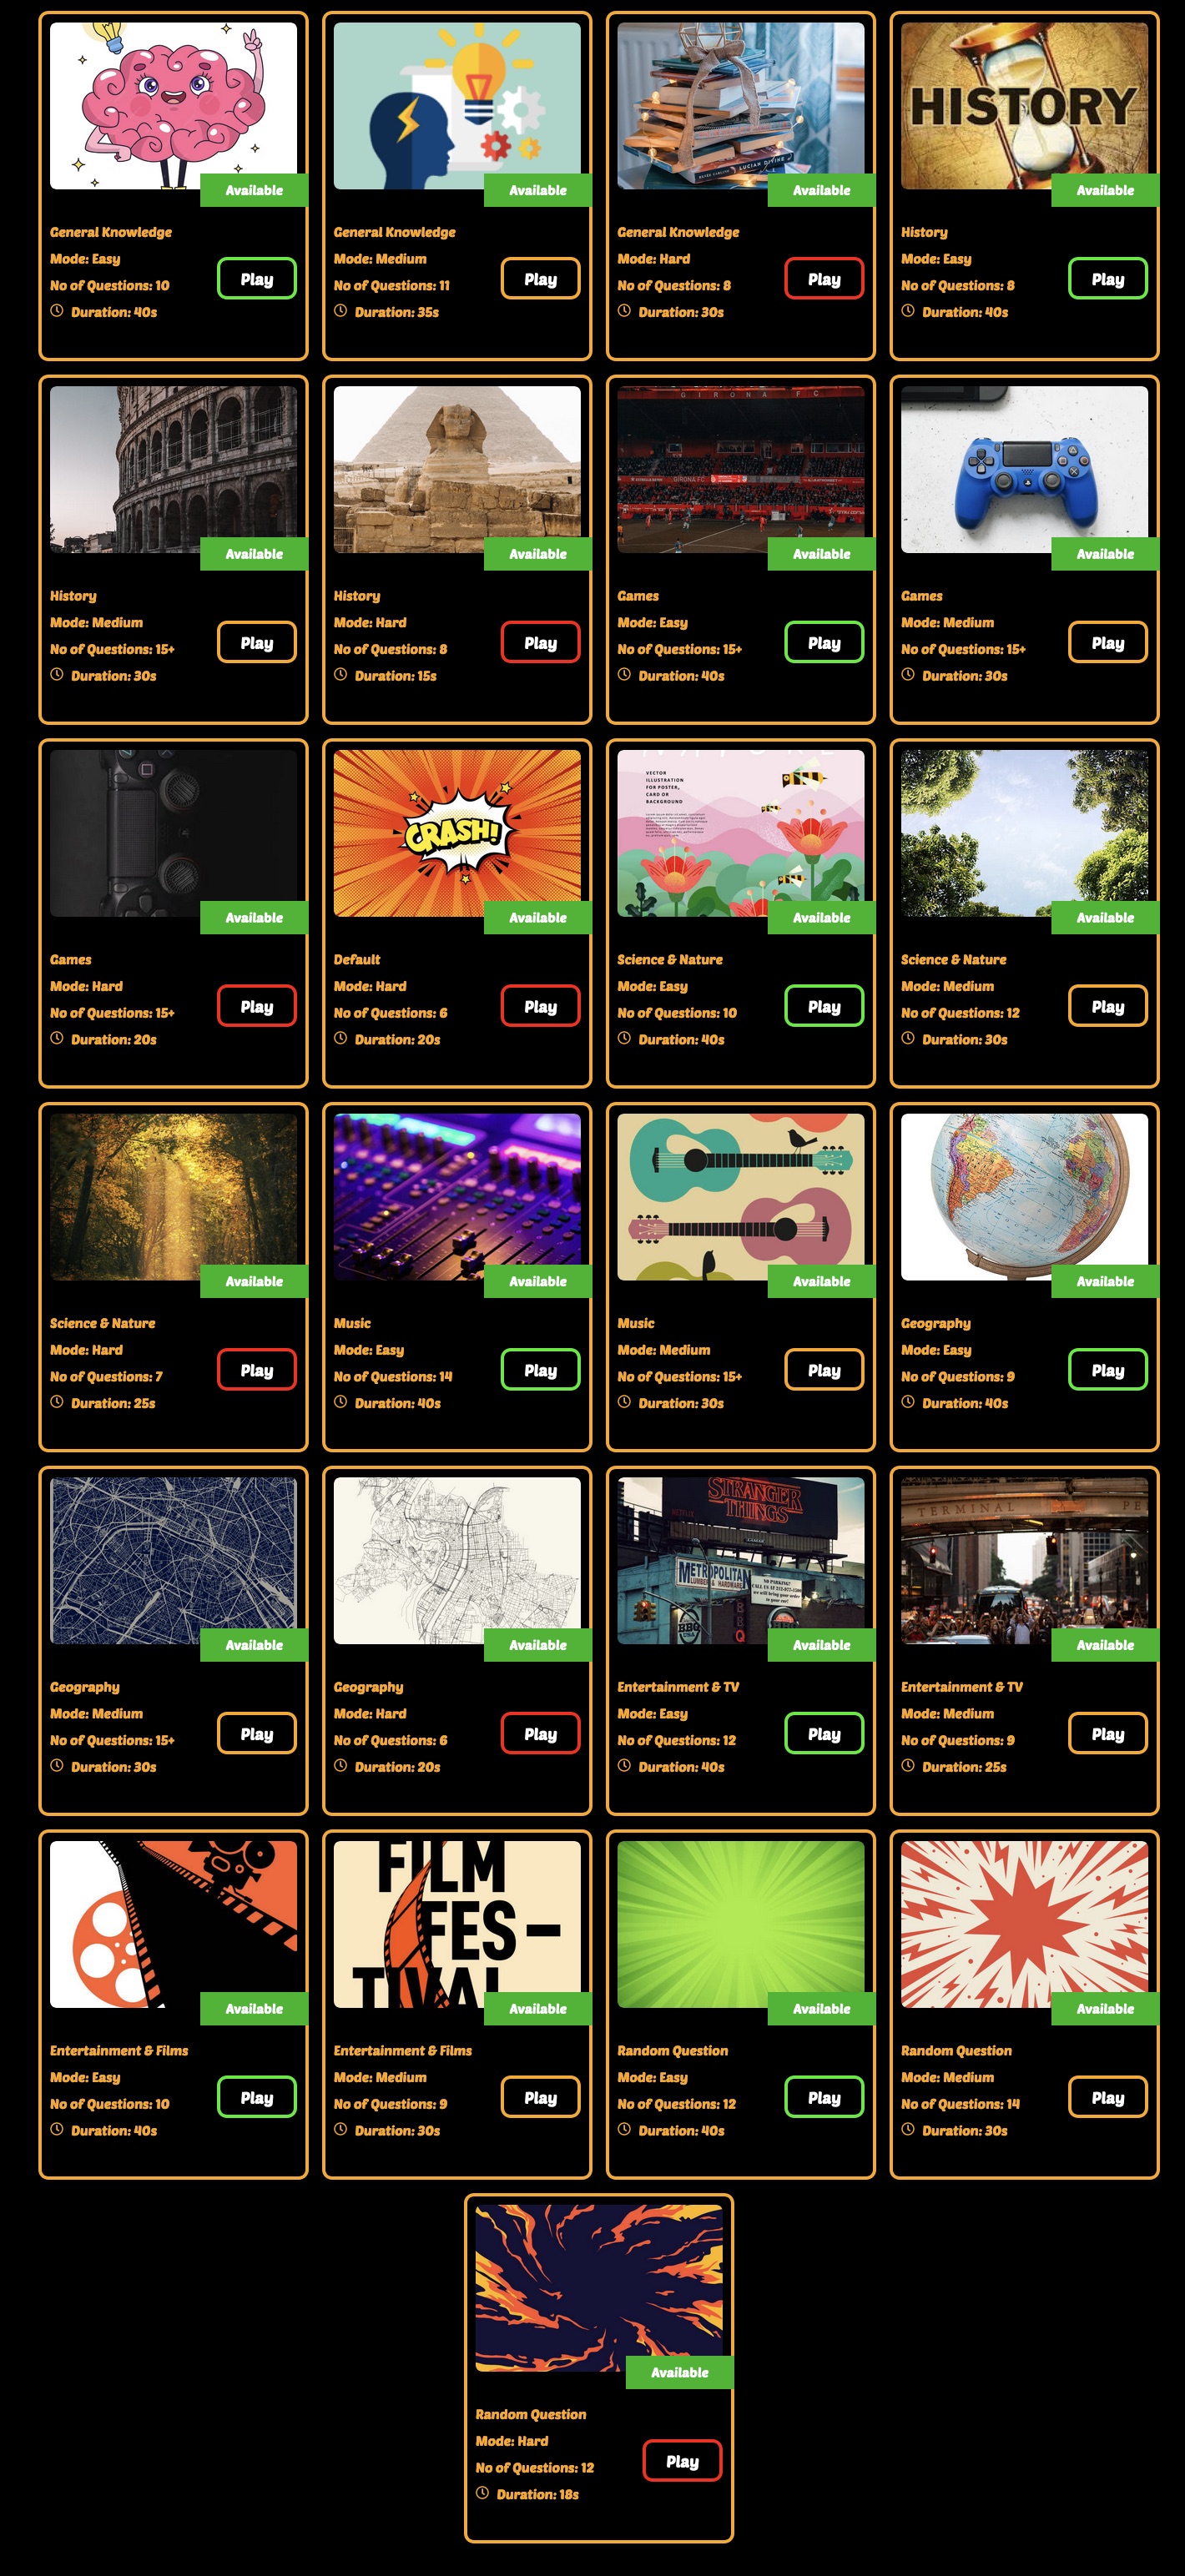 HISTORY
Available
Available
Available
Available
General Knowledge
Mode: Easy
No of Questions: 10
Duration: 40s
Play
General Knowledge
Mode: Medium
No of Questions: 11
Duration: 35s
Play
General Knowledge
Mode: Hard
No of Questions: 8
Duration: 30s
Play
History
Mode: Easy
No of Questions: 8
Duration: 40s
Play
GIRONA FC
Available
Available
Available
Available
History
Mode: Medium
No of Questions: 15+
Duration: 30s
Play
History
Mode: Hard
No of Questions: 8
Duration: 15s
Play
Games
Mode: Easy
No of Questions: 15+
Duration: 40s
Play
Games
Mode: Medium
No of Questions: 15+
Duration: 30s
Play
CRASH!
VECTOR
ILLUSTRATION
FOR POSTER,
CARD OR
BACKGROUND
Available
Available
Available
Available
Games
Mode: Hard
No of Questions: 15+
Duration: 20s
Play
Default
Mode: Hard
No of Questions: 6
Duration: 20s
Play
Science & Nature
Mode: Easy
No of Questions: 10
Duration: 40s
Play
Science & Nature
Mode: Medium
No of Questions: 12
Duration: 30s
Play
Available
Available
Available
Available
Science & Nature
Mode: Hard
No of Questions: 7
Duration: 25s
Play
Music
Mode: Easy
No of Questions: 14
Duration: 40s
Play
Music
Mode: Medium
No of Questions: 15+
Duration: 30s
Play
Geography
Mode: Easy
No of Questions: 9
Duration: 40s
Play
STRANGER
THINGS
METROPOLITAN
LUMBER & HARDWARE
NO PARKING!
BBQ
TERMINAL PE
Available
Available
Available
Available
Geography
Mode: Medium
No of Questions: 15+
Duration: 30s
Play
Geography
Mode: Hard
No of Questions: 6
Duration: 20s
Play
Entertainment & TV
Mode: Easy
No of Questions: 12
Duration: 40s
Play
Entertainment & TV
Mode: Medium
No of Questions: 9
Duration: 25s
Play
FILM
FES-
TIVAL
Available
Available
Available
Available
Entertainment & Films
Mode: Easy
No of Questions: 10
Duration: 40s
Play
Entertainment & Films
Mode: Medium
No of Questions: 9
Duration: 30s
Play
Random Question
Mode: Easy
No of Questions: 12
Duration: 40s
Play
Random Question
Mode: Medium
No of Questions: 14
Duration: 30s
Play
Available
Random Question
Mode: Hard
No of Questions: 12
Duration: 18s
Play